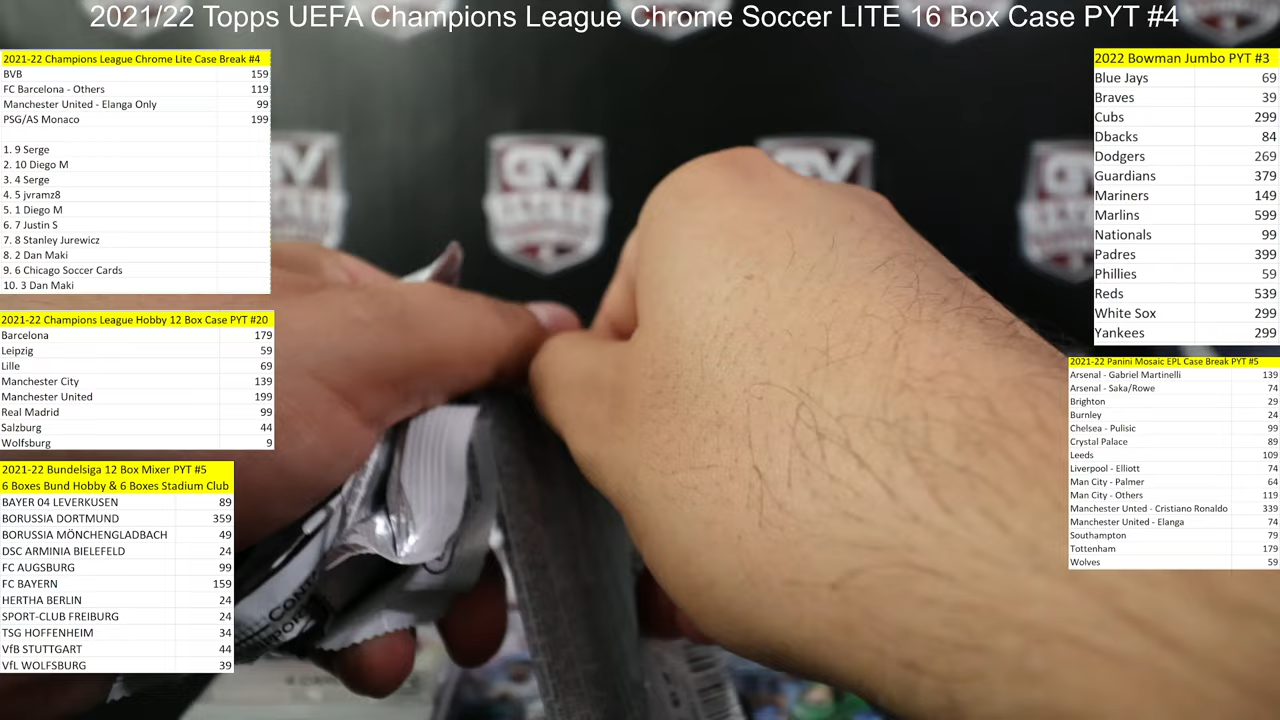 2021/22 Topps UEFA Champions League Chrome Soccer LITE 16 Box Case PYT #4
2021-22 Champions League Chrome Lite Case Break #4
BVB 159
FC Barcelona - Others 119
Manchester United - Elanga Only 99
PSG/AS Monaco 199
1. 9 Serge
2. 10 Diego M
3. 4 Serge
4. 5 jvramz8
5. 1 Diego M
6. 7 Justin S
7. 8 Stanley Jurewicz
8. 2 Dan Maki
9. 6 Chicago Soccer Cards
10. 3 Dan Maki
2021-22 Champions League Hobby 12 Box Case PYT #20
Barcelona 179
Leipzig 59
Lille 69
Manchester City 139
Manchester United 199
Real Madrid 99
Salzburg 44
Wolfsburg 9
2021-22 Bundelsiga 12 Box Mixer PYT #5
6 Boxes Bund Hobby & 6 Boxes Stadium Club
BAYER 04 LEVERKUSEN 89
BORUSSIA DORTMUND 359
BORUSSIA MÖNCHENGLADBACH 49
DSC ARMINIA BIELEFELD 24
FC AUGSBURG 99
FC BAYERN 159
HERTHA BERLIN 24
SPORT-CLUB FREIBURG 24
TSG HOFFENHEIM 34
VfB STUTTGART 44
VfL WOLFSBURG 39
2022 Bowman Jumbo PYT #3
Blue Jays 69
Braves 39
Cubs 299
Dbacks 84
Dodgers 269
Guardians 379
Mariners 149
Marlins 599
Nationals 99
Padres 399
Phillies 59
Reds 539
White Sox 299
Yankees 299
2021-22 Panini Mosaic EPL Case Break PYT #5
Arsenal - Gabriel Martinelli 139
Arsenal - Saka/Rowe 74
Brighton 29
Burnley 24
Chelsea - Pulisic 99
Crystal Palace 89
Leeds 109
Liverpool - Elliott 74
Man City - Palmer 64
Man City - Others 119
Manchester Unted - Cristiano Ronaldo 339
Manchester United - Elanga 74
Southampton 79
Tottenham 179
Wolves 59
GV